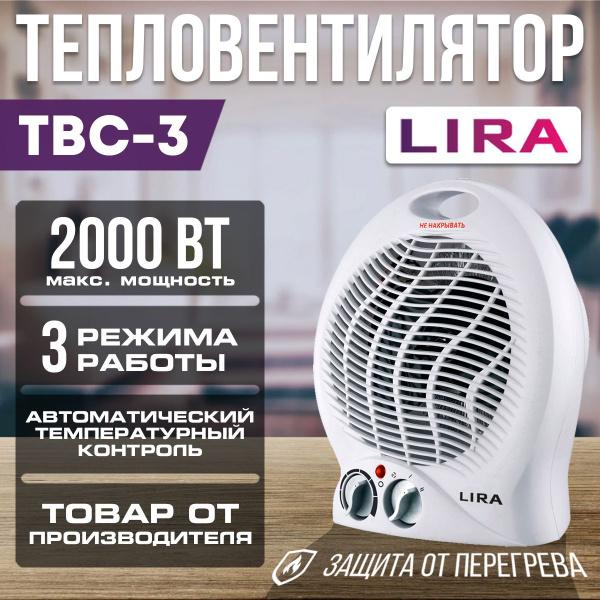 ТЕПЛОВЕНТИЛЯТОР
ТВС-3
LIRA
2000 ВТ
макс. мощность
НЕ НАКРЫВАТЬ
3 РЕЖИМА
РАБОТЫ
АВТОМАТИЧЕСКИЙ
ТЕМПЕРАТУРНЫЙ
КОНТРОЛЬ
ТОВАР ОТ
ПРОИЗВОДИТЕЛЯ
LIRA
ЗАЩИТА ОТ ПЕРЕГРЕВА